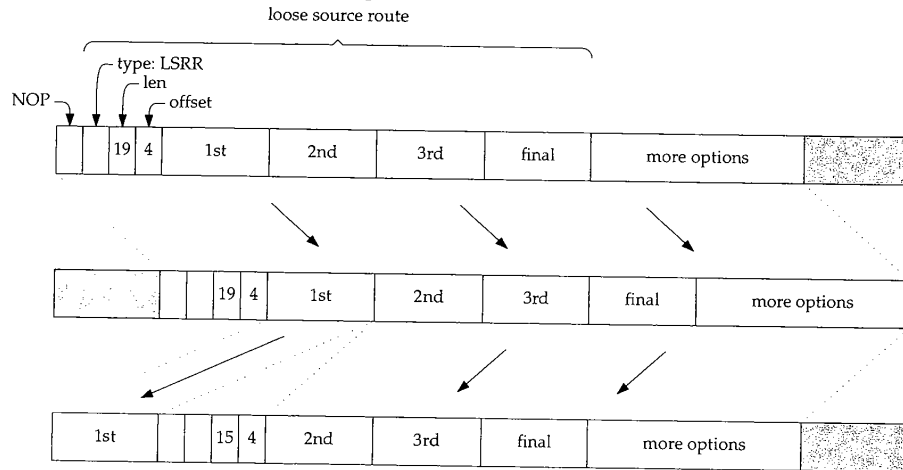 loose source route
type: LSRR
len
NOP
offset
19 4 1st 2nd 3rd final more options
19 4 1st 2nd 3rd final more options
1st 15 4 2nd 3rd final more options